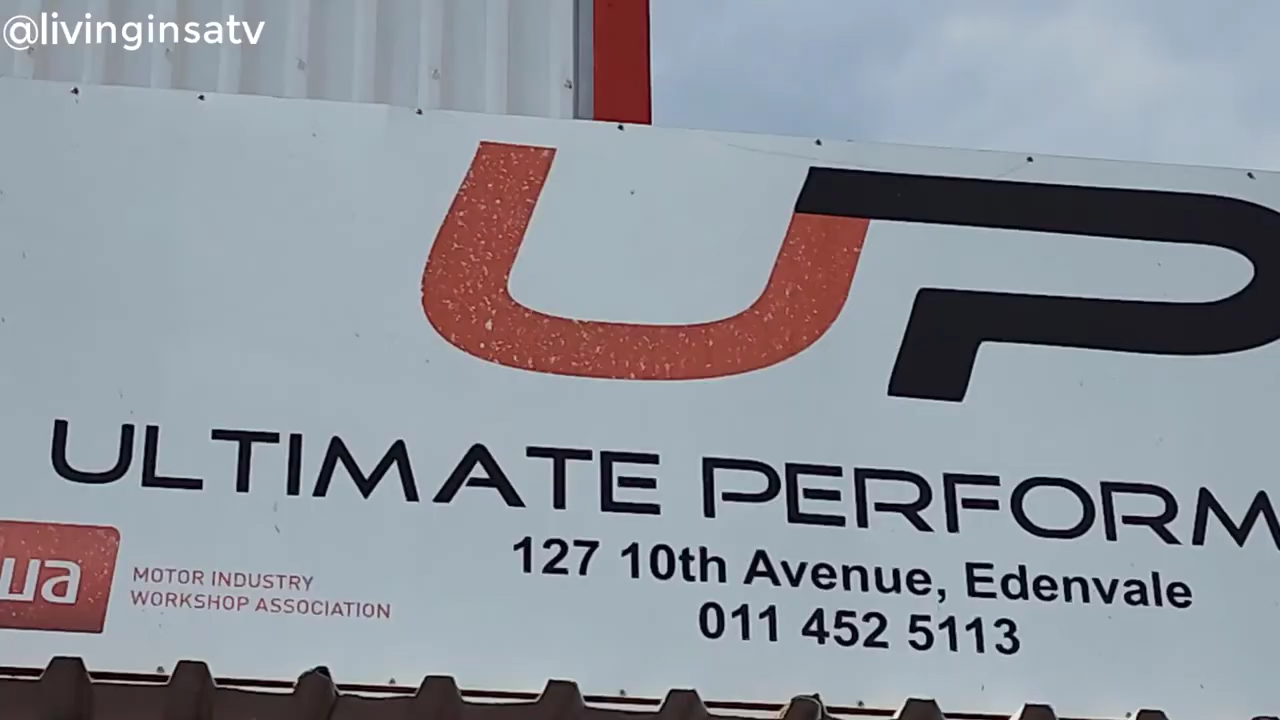 @livinginsatv
UP
ULTIMATE PERFORM
ua
MOTOR INDUSTRY
WORKSHOP ASSOCIATION
127 10th Avenue, Edenvale
011 452 5113